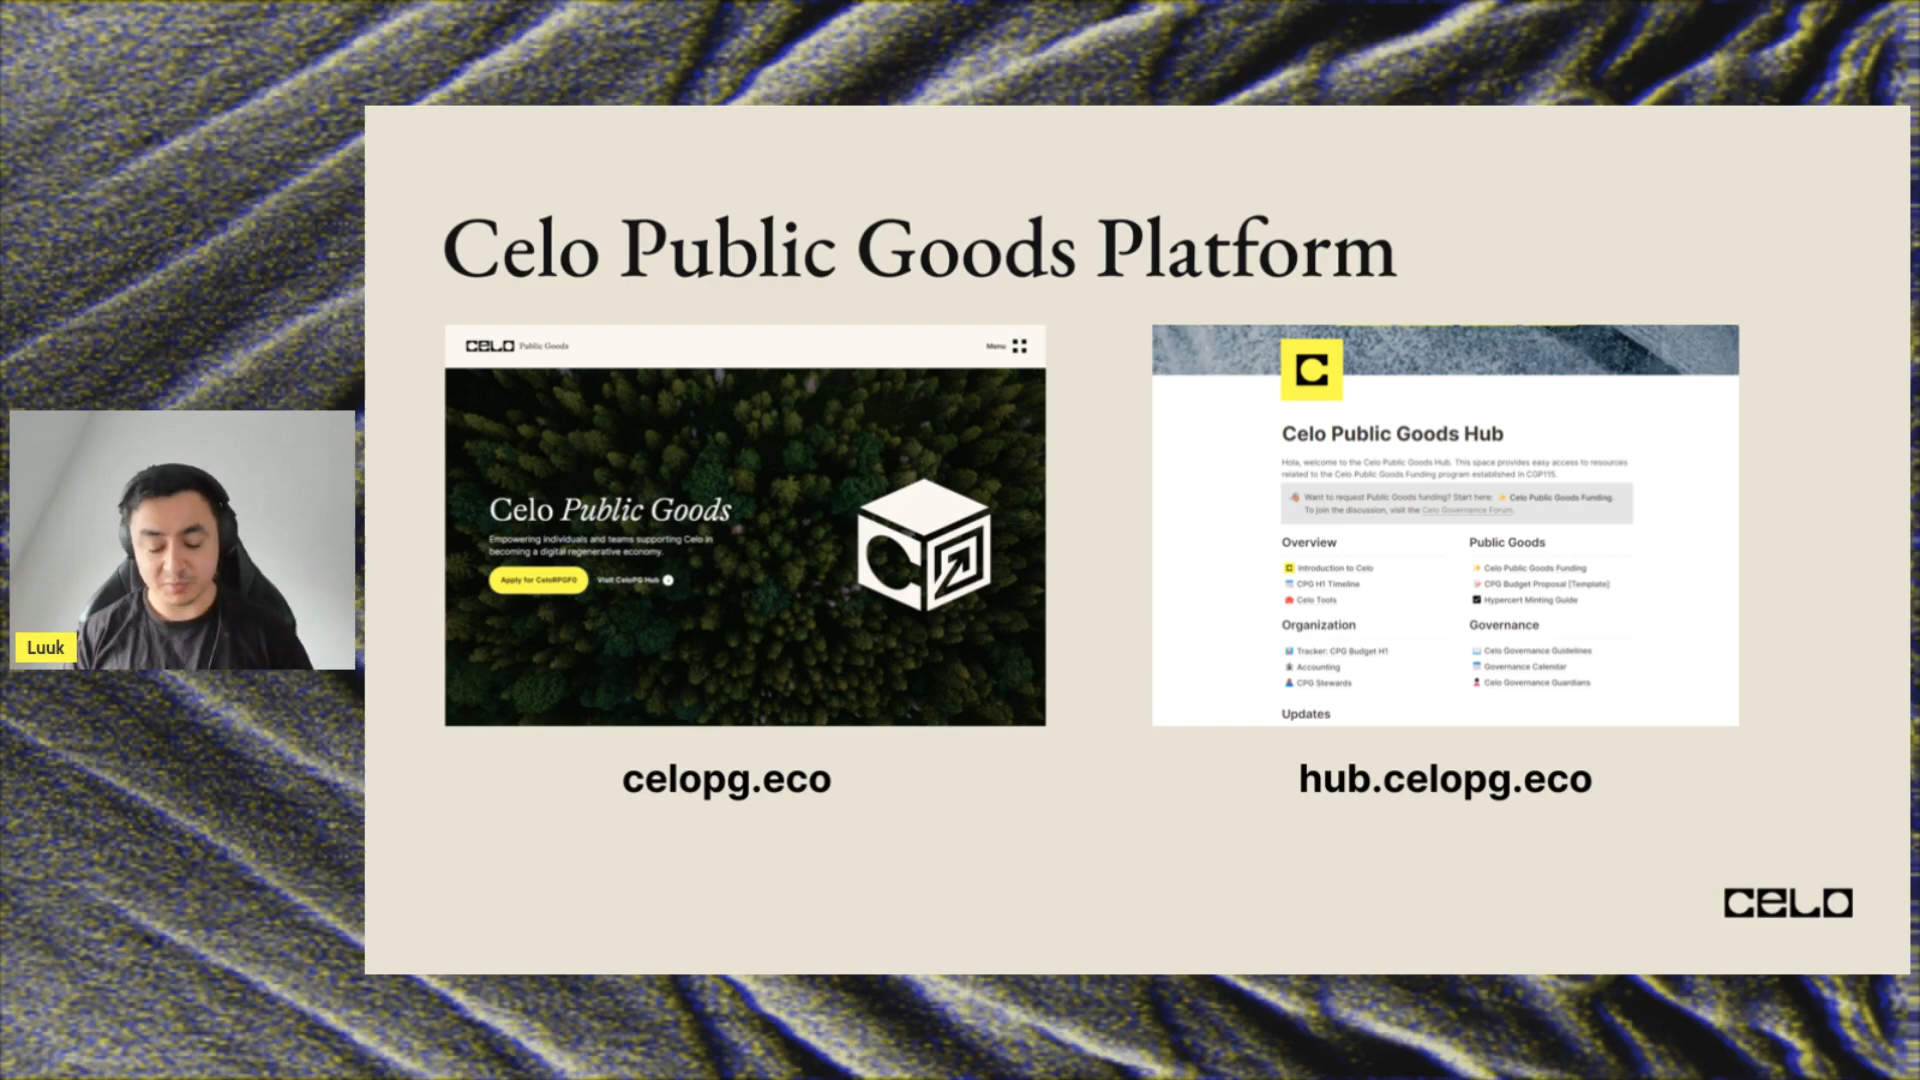 Celo Public Goods Platform
CELO Public Goods
Menu
Celo Public Goods
Empowering individuals and teams supporting Celo in
becoming a digital regenerative economy.
Apply for CeloRPGF0
Visit CeloPG Hub
celopg.eco
Celo Public Goods Hub
Hola, welcome to the Celo Public Goods Hub. This space provides easy access to resources
related to the Celo Public Goods Funding program established in CGP115.
Want to request Public Goods funding? Start here: Celo Public Goods Funding.
To join the discussion, visit the Celo Governance Forum.
Overview
Introduction to Celo
CPG H1 Timeline
Celo Tools
Public Goods
Celo Public Goods Funding
CPG Budget Proposal [Template]
Hypercert Minting Guide
Organization
Tracker: CPG Budget H1
Accounting
CPG Stewards
Governance
Celo Governance Guidelines
Governance Calendar
Celo Governance Guardians
Updates
hub.celopg.eco
Luuk
CELO